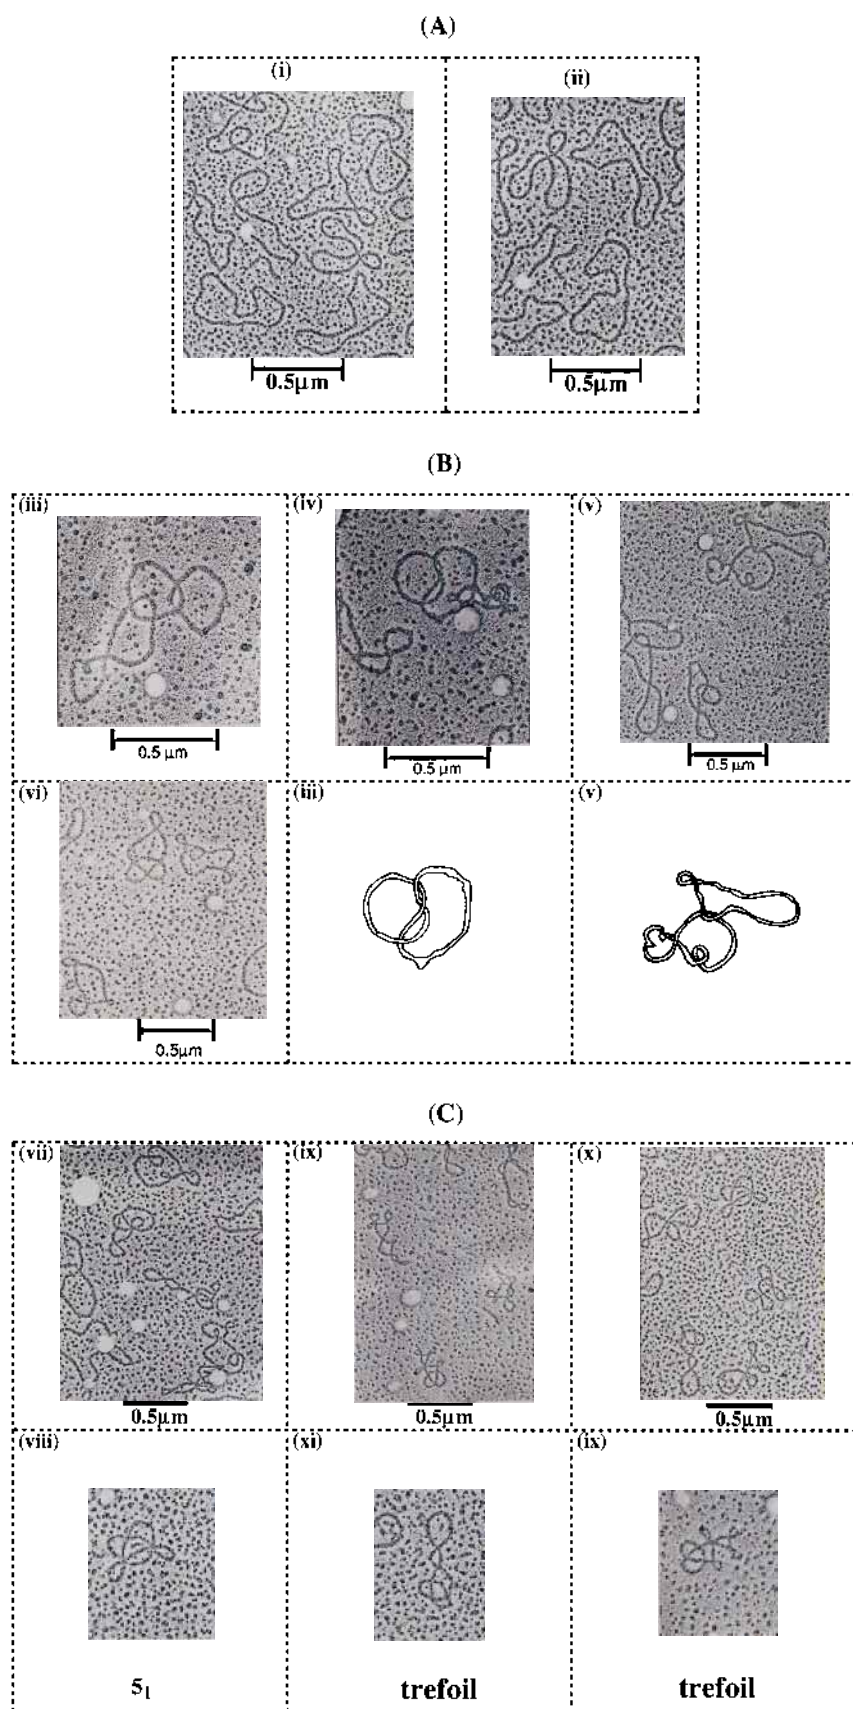 (A)
(i)
(ii)
0.5μm
0.5μm
(B)
(iii)
(iv)
(v)
0.5 μm
0.5 μm
0.5 μm
(vi)
(iii)
(v)
0.5μm
(C)
(vii)
(ix)
(x)
0.5μm
0.5μm
0.5μm
(viii)
(xi)
(ix)
5₁
trefoil
trefoil